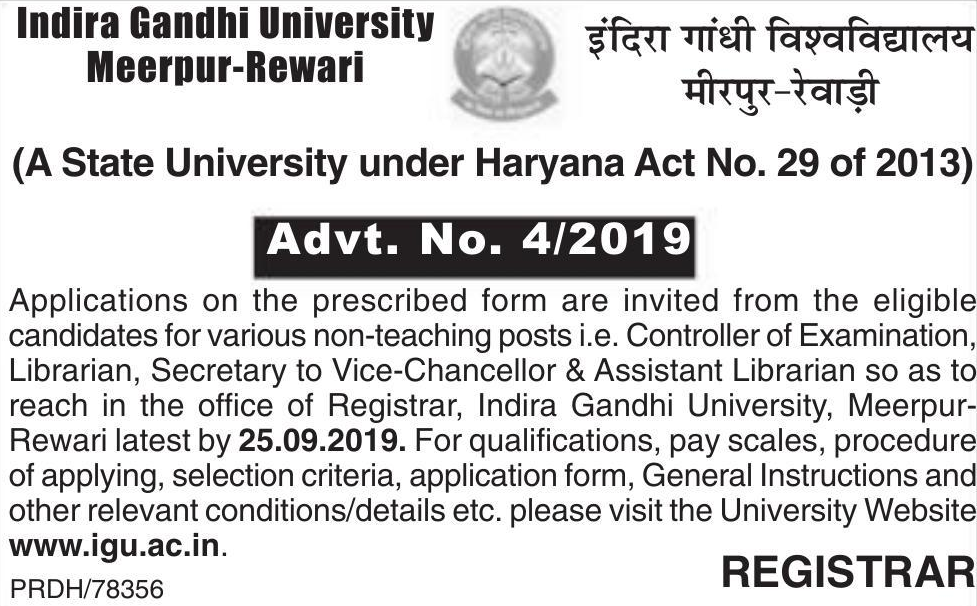 Indira Gandhi University
Meerpur-Rewari
इंदिरा गांधी विश्वविद्यालय
मीरपुर-रेवाड़ी
(A State University under Haryana Act No. 29 of 2013)
Advt. No. 4/2019
Applications on the prescribed form are invited from the eligible
candidates for various non-teaching posts i.e. Controller of Examination,
Librarian, Secretary to Vice-Chancellor & Assistant Librarian so as to
reach in the office of Registrar, Indira Gandhi University, Meerpur-
Rewari latest by 25.09.2019. For qualifications, pay scales, procedure
of applying, selection criteria, application form, General Instructions and
other relevant conditions/details etc. please visit the University Website
www.igu.ac.in.
REGISTRAR
PRDH/78356